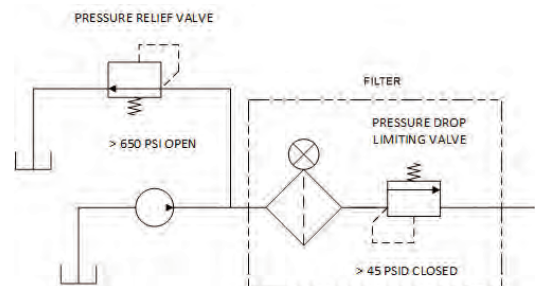 PRESSURE RELIEF VALVE
FILTER
PRESSURE DROP
LIMITING VALVE
> 650 PSI OPEN
> 45 PSID CLOSED